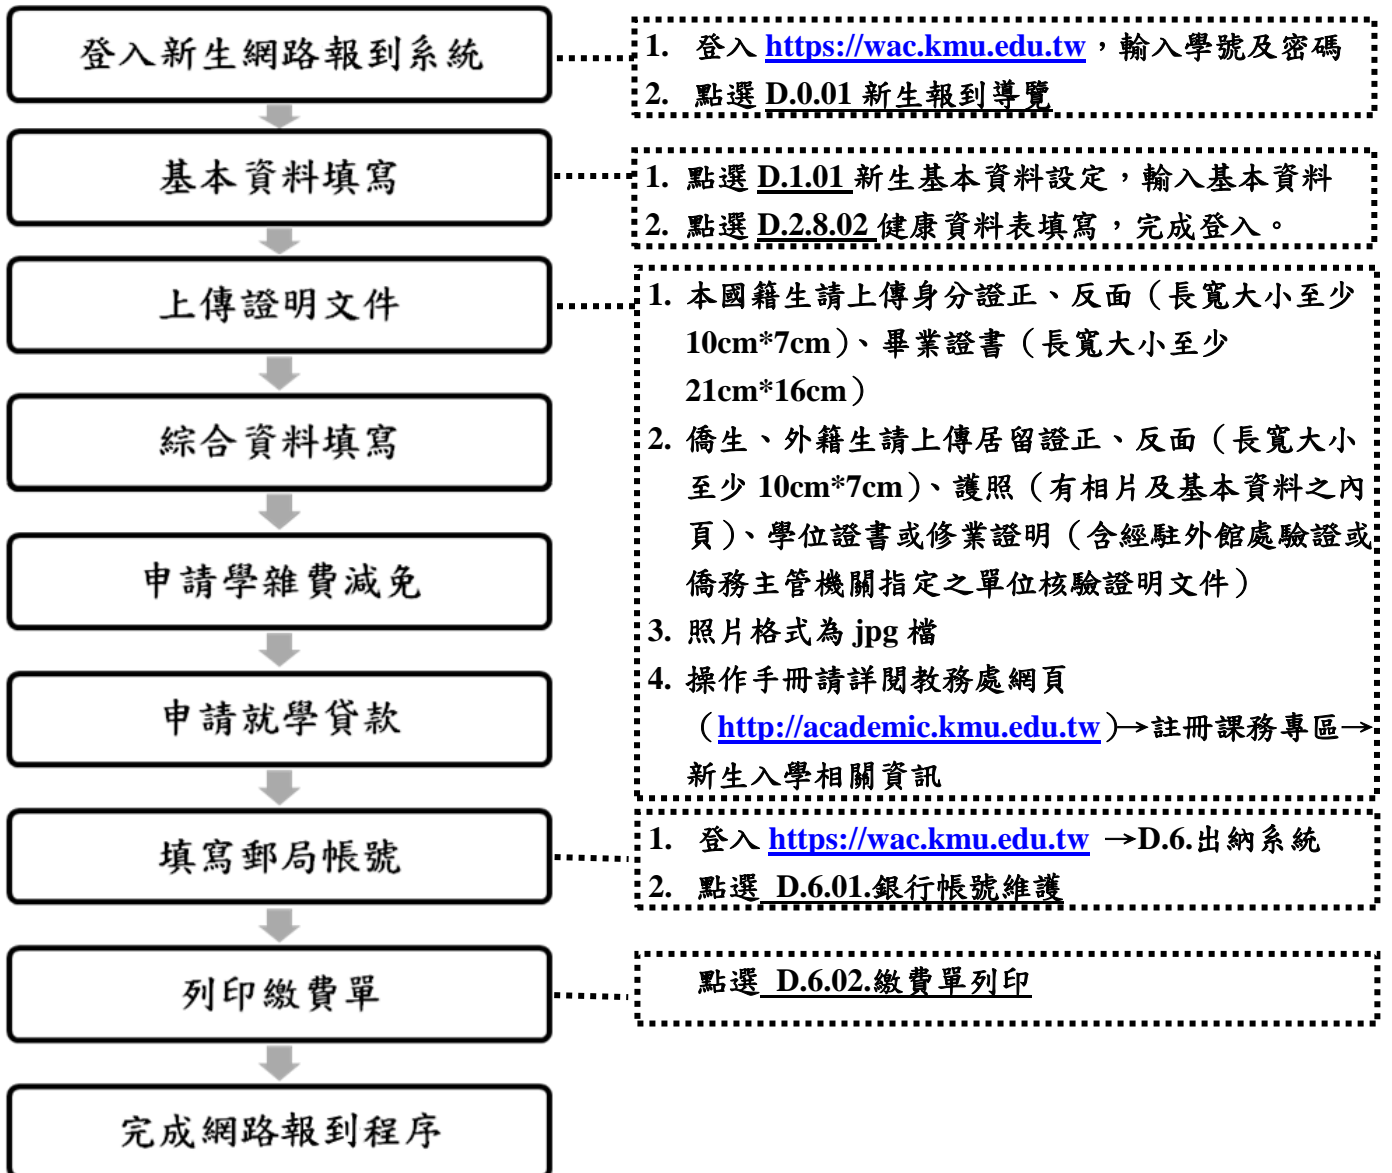 登入新生網路報到系統
1. 登入 https://wac.kmu.edu.tw，輸入學號及密碼
2. 點選 D.0.01 新生報到導覽
基本資料填寫
1. 點選 D.1.01 新生基本資料設定，輸入基本資料
2. 點選 D.2.8.02 健康資料表填寫，完成登入。
上傳證明文件
1. 本國籍生請上傳身分證正、反面（長寬大小至少
10cm*7cm）、畢業證書（長寬大小至少
21cm*16cm）
2. 僑生、外籍生請上傳居留證正、反面（長寬大小
至少 10cm*7cm）、護照（有相片及基本資料之內
頁）、學位證書或修業證明（含經駐外館處驗證或
僑務主管機關指定之單位核驗證明文件）
3. 照片格式為 jpg 檔
4. 操作手冊請詳閱教務處網頁
（http://academic.kmu.edu.tw）→註冊課務專區→
新生入學相關資訊
綜合資料填寫
申請學雜費減免
申請就學貸款
填寫郵局帳號
1. 登入 https://wac.kmu.edu.tw →D.6.出納系統
2. 點選 D.6.01.銀行帳號維護
列印繳費單
點選 D.6.02.繳費單列印
完成網路報到程序